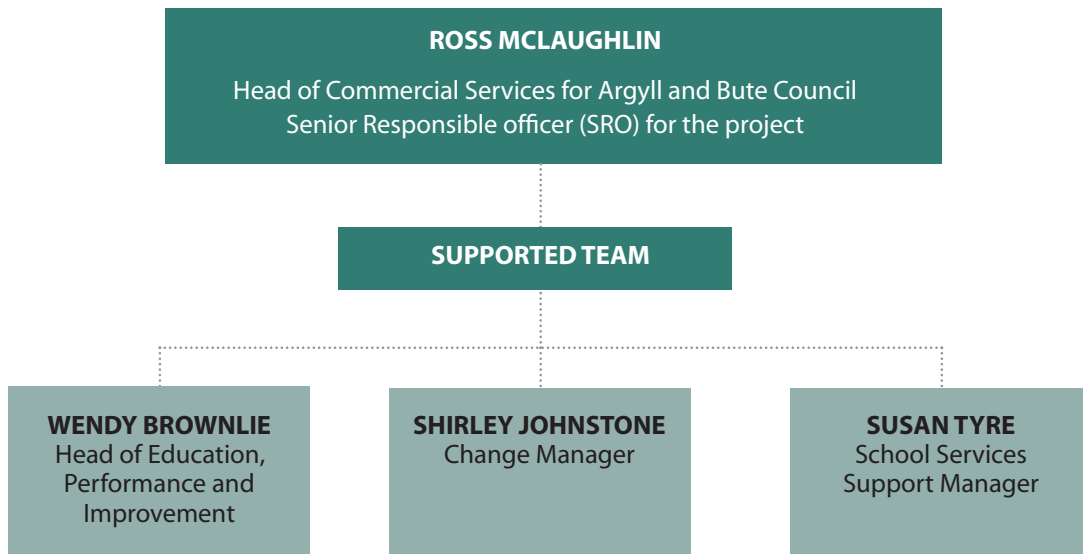 ROSS MCLAUGHLIN
Head of Commercial Services for Argyll and Bute Council
Senior Responsible officer (SRO) for the project
SUPPORTED TEAM
WENDY BROWNLIE
Head of Education,
Performance and
Improvement
SHIRLEY JOHNSTONE
Change Manager
SUSAN TYRE
School Services
Support Manager